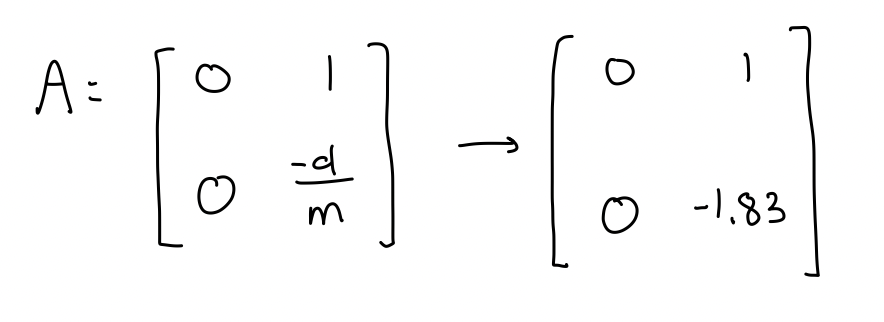 A = [ 0 1 ; 0 -d/m ] → [ 0 1 ; 0 -1.83 ]